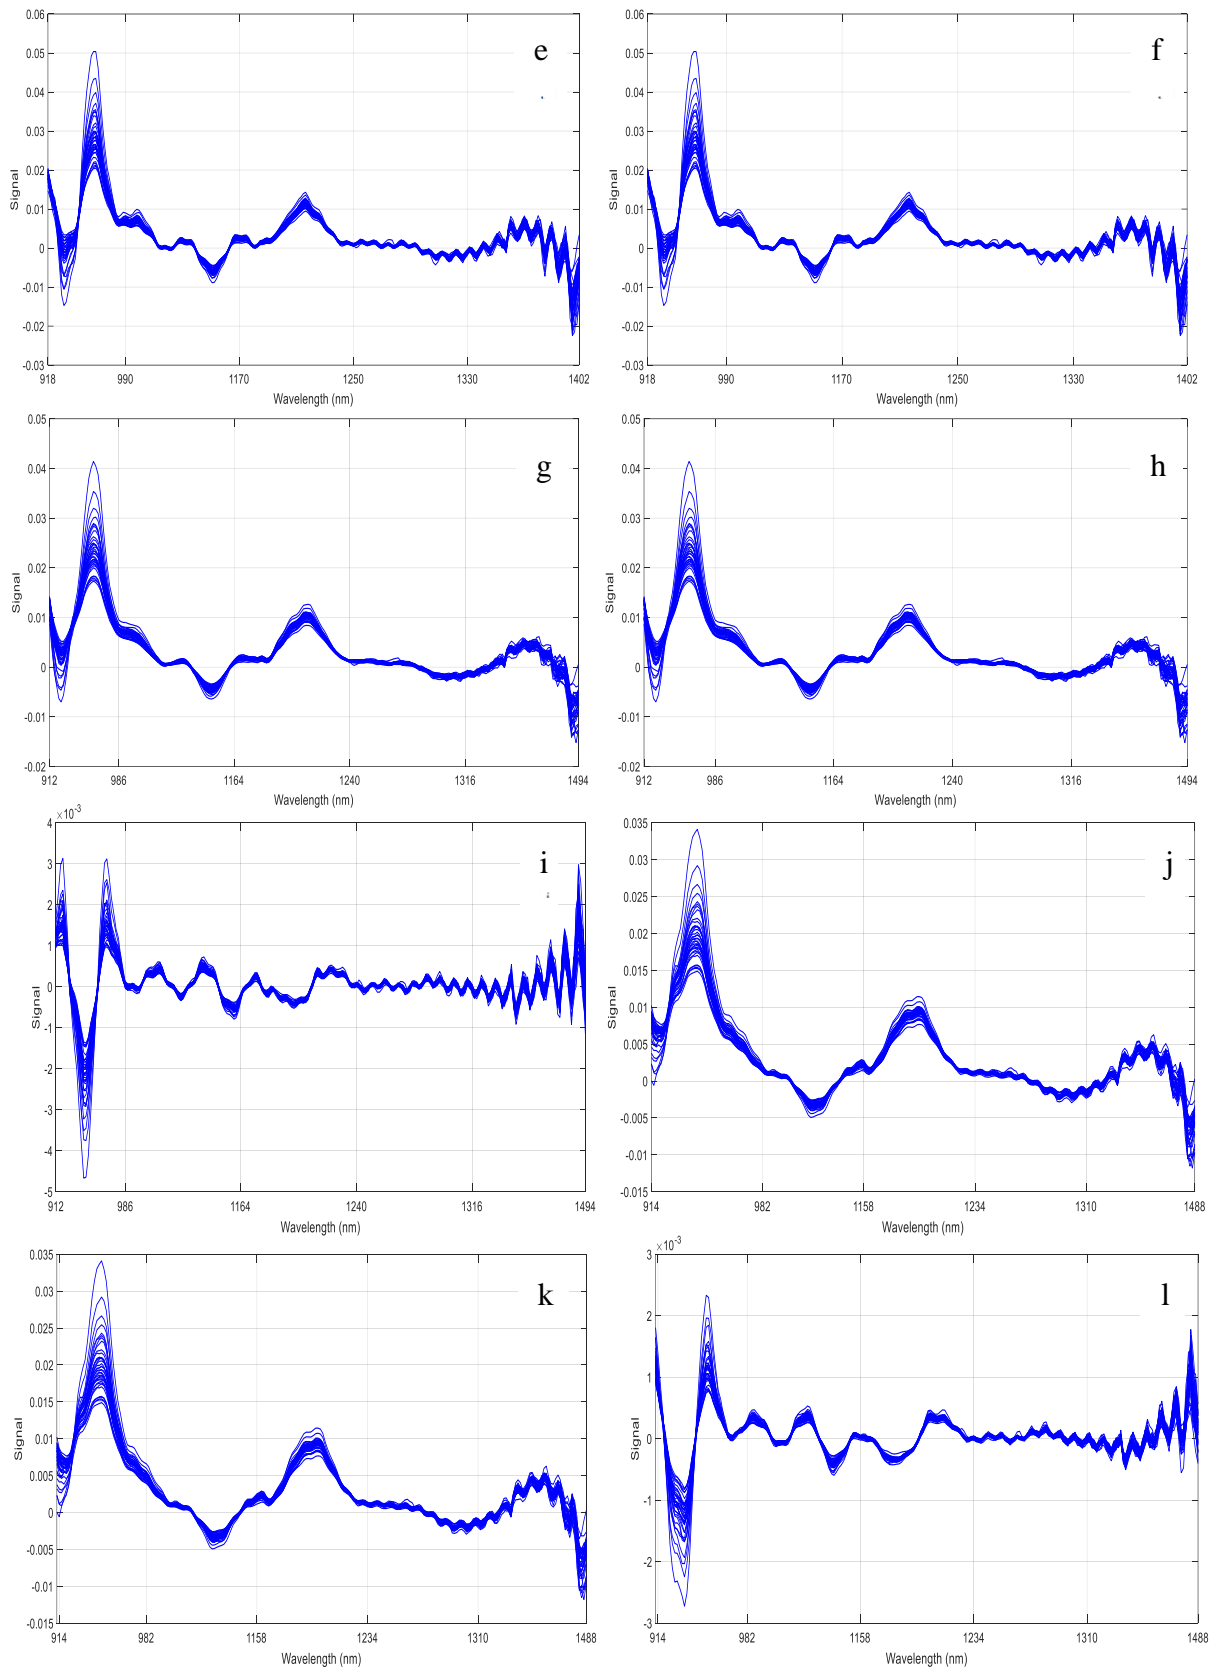 e
0.06
0.05
0.04
0.03
0.02
0.01
0
-0.01
-0.02
-0.03
Signal
918 990 1170 1250 1330 1402
Wavelength (nm)
f
0.06
0.05
0.04
0.03
0.02
0.01
0
-0.01
-0.02
-0.03
Signal
918 990 1170 1250 1330 1402
Wavelength (nm)
g
0.05
0.04
0.03
0.02
0.01
0
-0.01
-0.02
Signal
912 986 1164 1240 1316 1494
Wavelength (nm)
h
0.05
0.04
0.03
0.02
0.01
0
-0.01
-0.02
Signal
912 986 1164 1240 1316 1494
Wavelength (nm)
i
×10-3
4
3
2
1
0
-1
-2
-3
-4
-5
Signal
912 986 1164 1240 1316 1494
Wavelength (nm)
j
0.035
0.03
0.025
0.02
0.015
0.01
0.005
0
-0.005
-0.01
-0.015
Signal
914 982 1158 1234 1310 1488
Wavelength (nm)
k
0.035
0.03
0.025
0.02
0.015
0.01
0.005
0
-0.005
-0.01
-0.015
Signal
914 982 1158 1234 1310 1488
Wavelength (nm)
l
×10-3
3
2
1
0
-1
-2
-3
Signal
914 982 1158 1234 1310 1488
Wavelength (nm)